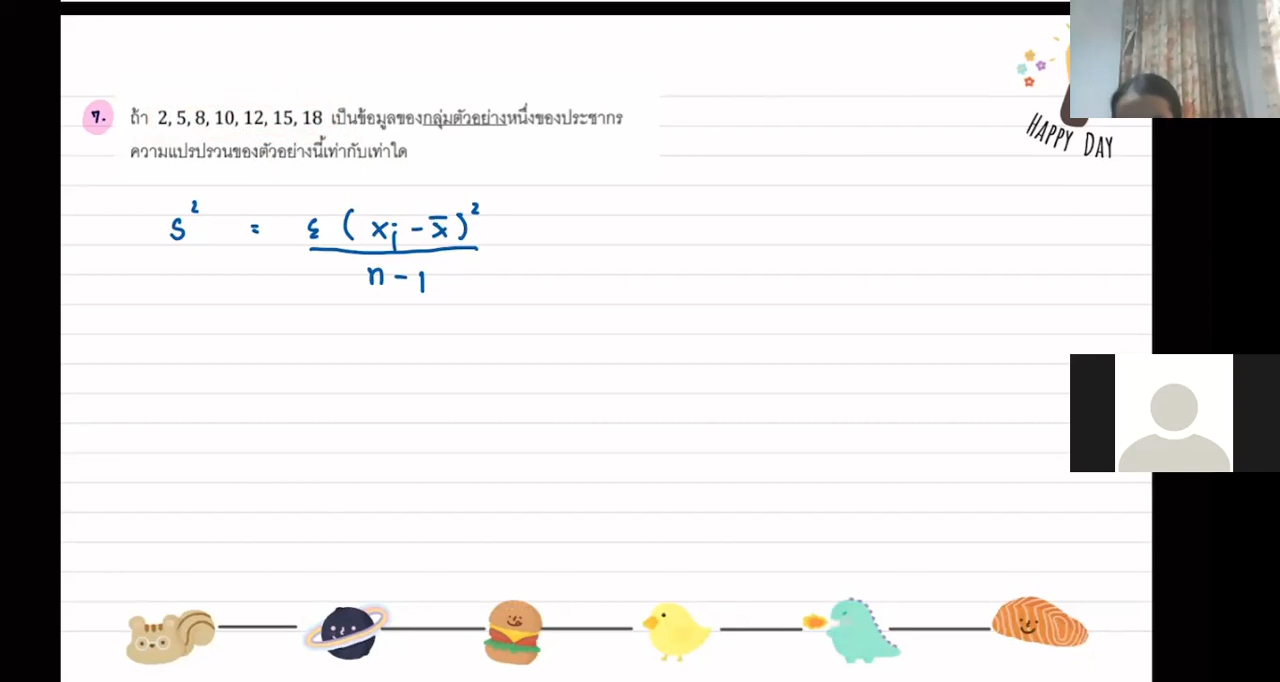 7. ถ้า 2, 5, 8, 10, 12, 15, 18 เป็นข้อมูลของกลุ่มตัวอย่างหนึ่งของประชากร
ความแปรปรวนของตัวอย่างนี้เท่ากับเท่าใด
HAPPY DAY
s² = Σ (xᵢ - x̄)²
n - 1